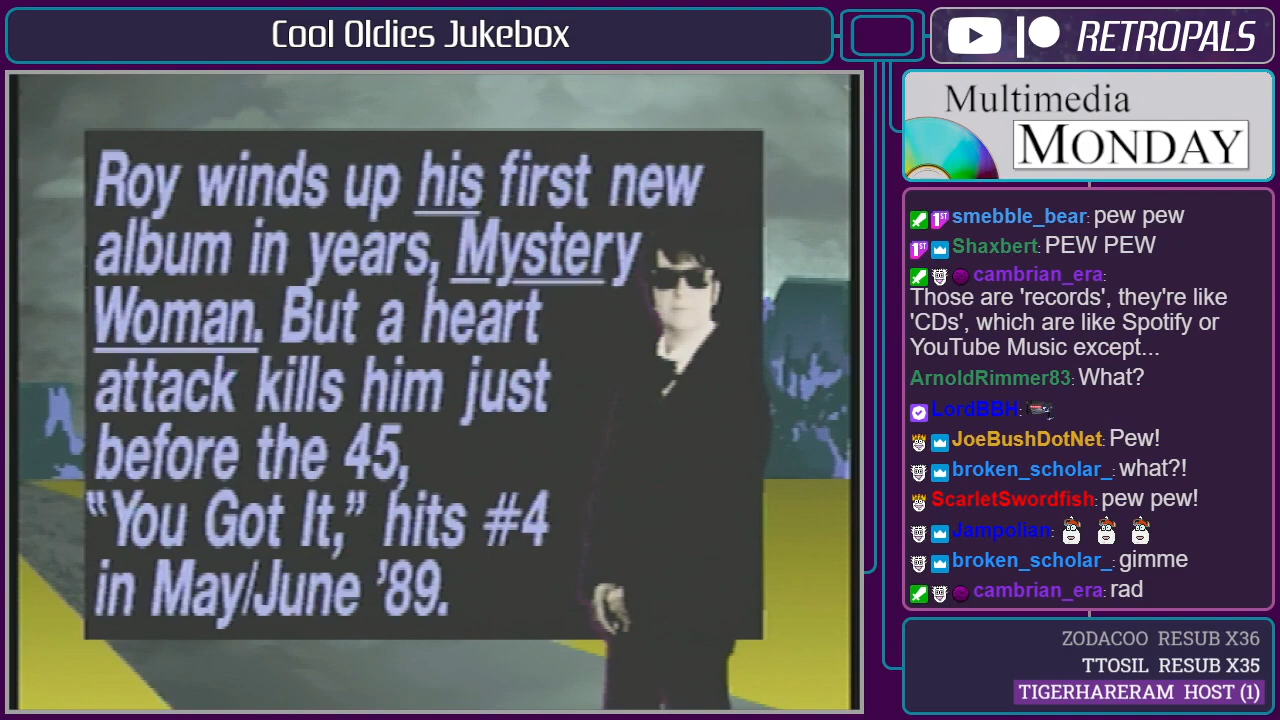 Cool Oldies Jukebox
RETROPALS
Multimedia
MONDAY
Roy winds up his first new
album in years, Mystery
Woman. But a heart
attack kills him just
before the 45,
“You Got It,” hits #4
in May/June ’89.
smebble_bear: pew pew
Shaxbert: PEW PEW
cambrian_era:
Those are 'records', they're like
'CDs', which are like Spotify or
YouTube Music except...
ArnoldRimmer83: What?
LordBBH:
JoeBushDotNet: Pew!
broken_scholar_: what?!
ScarletSwordfish: pew pew!
Jampolian:
broken_scholar_: gimme
cambrian_era: rad
ZODACOO RESUB X36
TTOSIL RESUB X35
TIGERHARERAM HOST (1)